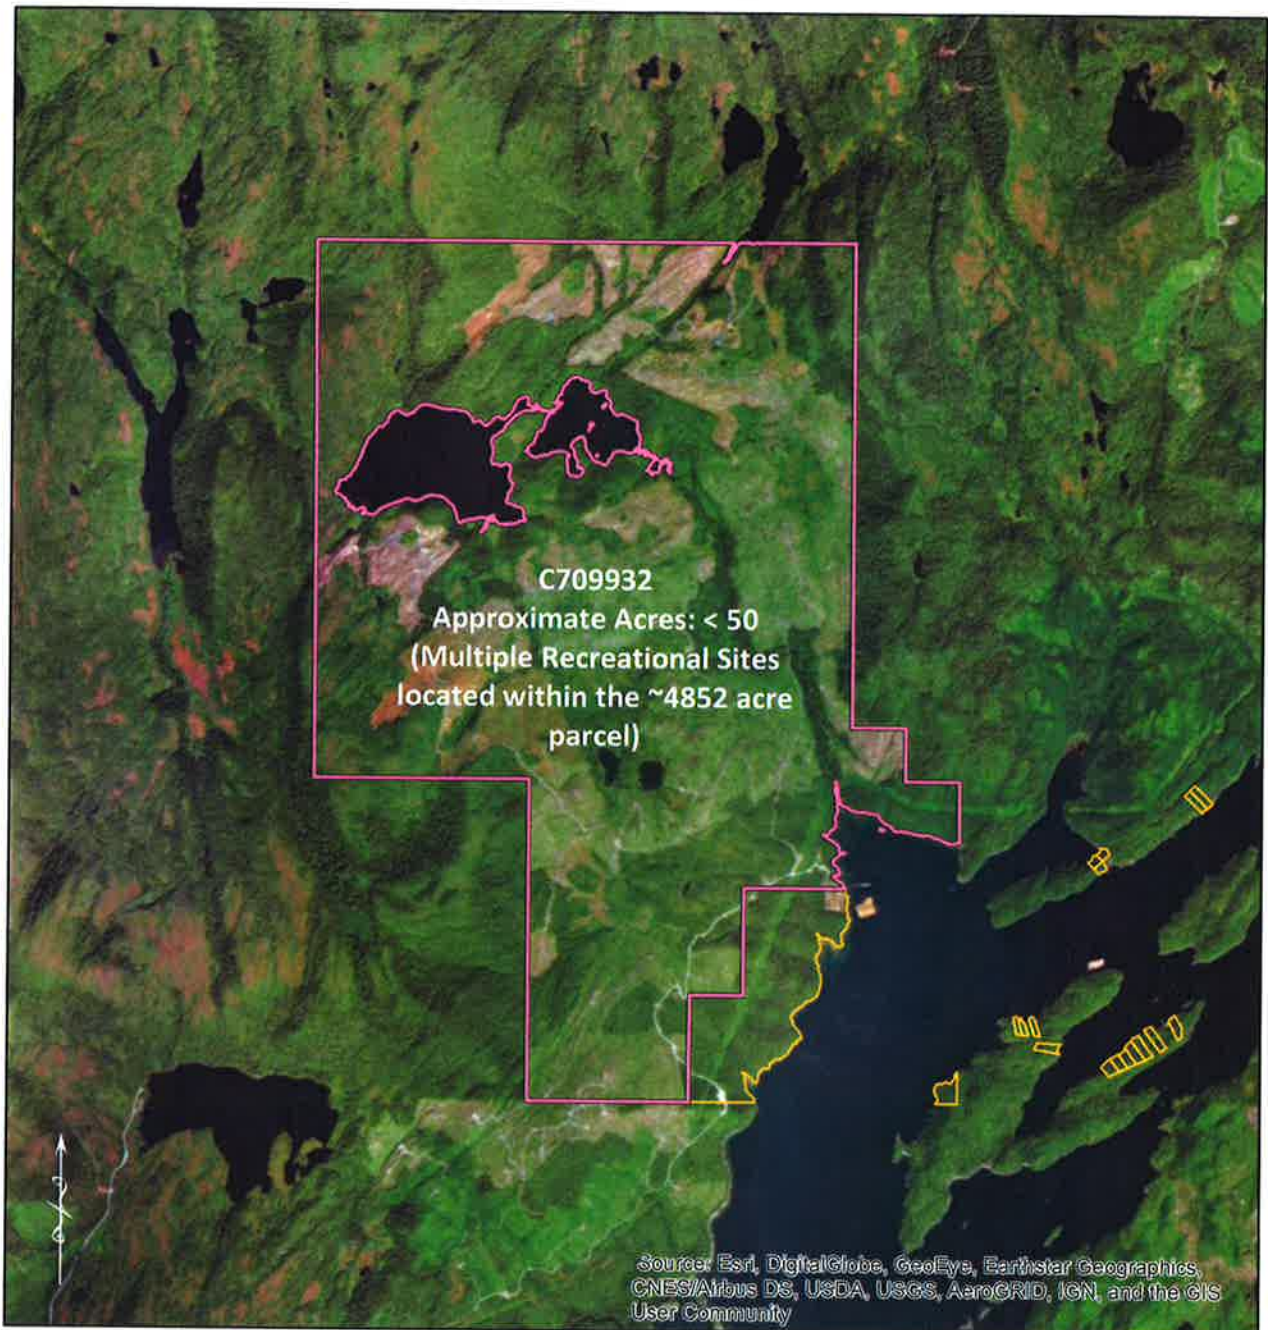 C709932
Approximate Acres: < 50
(Multiple Recreational Sites
located within the ~4852 acre
parcel)
Source: Esri, DigitalGlobe, GeoEye, Earthstar Geographics,
CNES/Airbus DS, USDA, USGS, AeroGRID, IGN, and the GIS
User Community